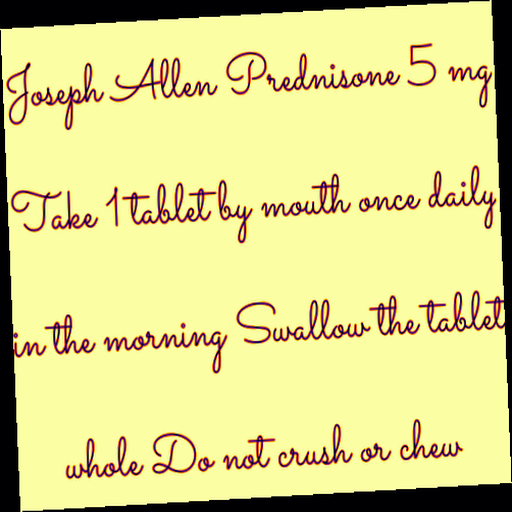 Joseph Allen Prednisone 5 mg
Take 1 tablet by mouth once daily
in the morning Swallow the tablet
whole Do not crush or chew